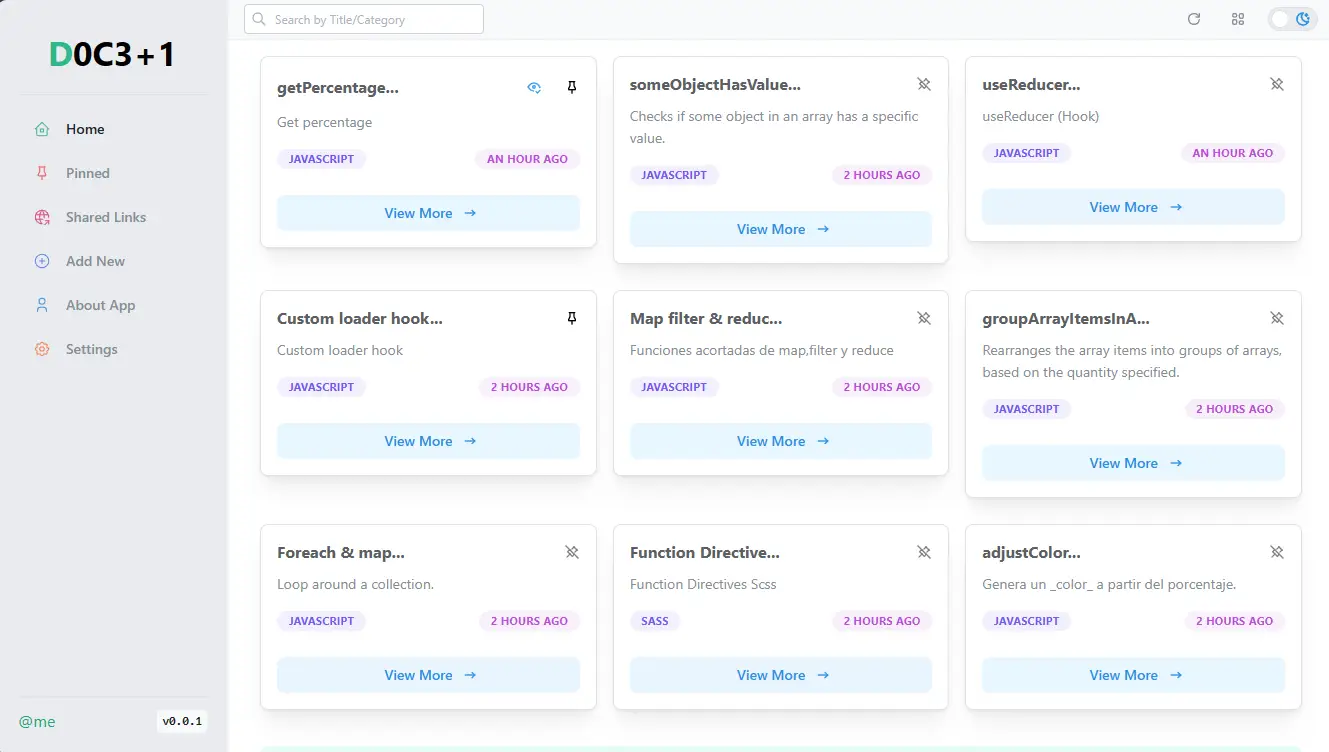 D0C3+1
Home
Pinned
Shared Links
Add New
About App
Settings
@me
v0.0.1
Search by Title/Category
getPercentage...
Get percentage
JAVASCRIPT
AN HOUR AGO
View More →
someObjectHasValue...
Checks if some object in an array has a specific
value.
JAVASCRIPT
2 HOURS AGO
View More →
useReducer...
useReducer (Hook)
JAVASCRIPT
AN HOUR AGO
View More →
Custom loader hook...
Custom loader hook
JAVASCRIPT
2 HOURS AGO
View More →
Map filter & reduc...
Funciones acortadas de map,filter y reduce
JAVASCRIPT
2 HOURS AGO
View More →
groupArrayItemsInA...
Rearranges the array items into groups of arrays,
based on the quantity specified.
JAVASCRIPT
2 HOURS AGO
View More →
Foreach & map...
Loop around a collection.
JAVASCRIPT
2 HOURS AGO
View More →
Function Directive...
Function Directives Scss
SASS
2 HOURS AGO
View More →
adjustColor...
Genera un _color_ a partir del porcentaje.
JAVASCRIPT
2 HOURS AGO
View More →